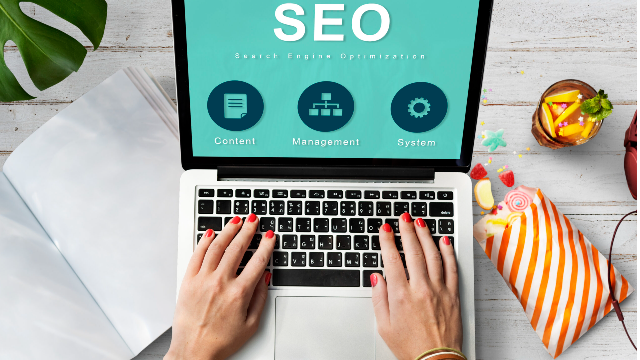 SEO
Search Engine Optimization
Content
Management
System